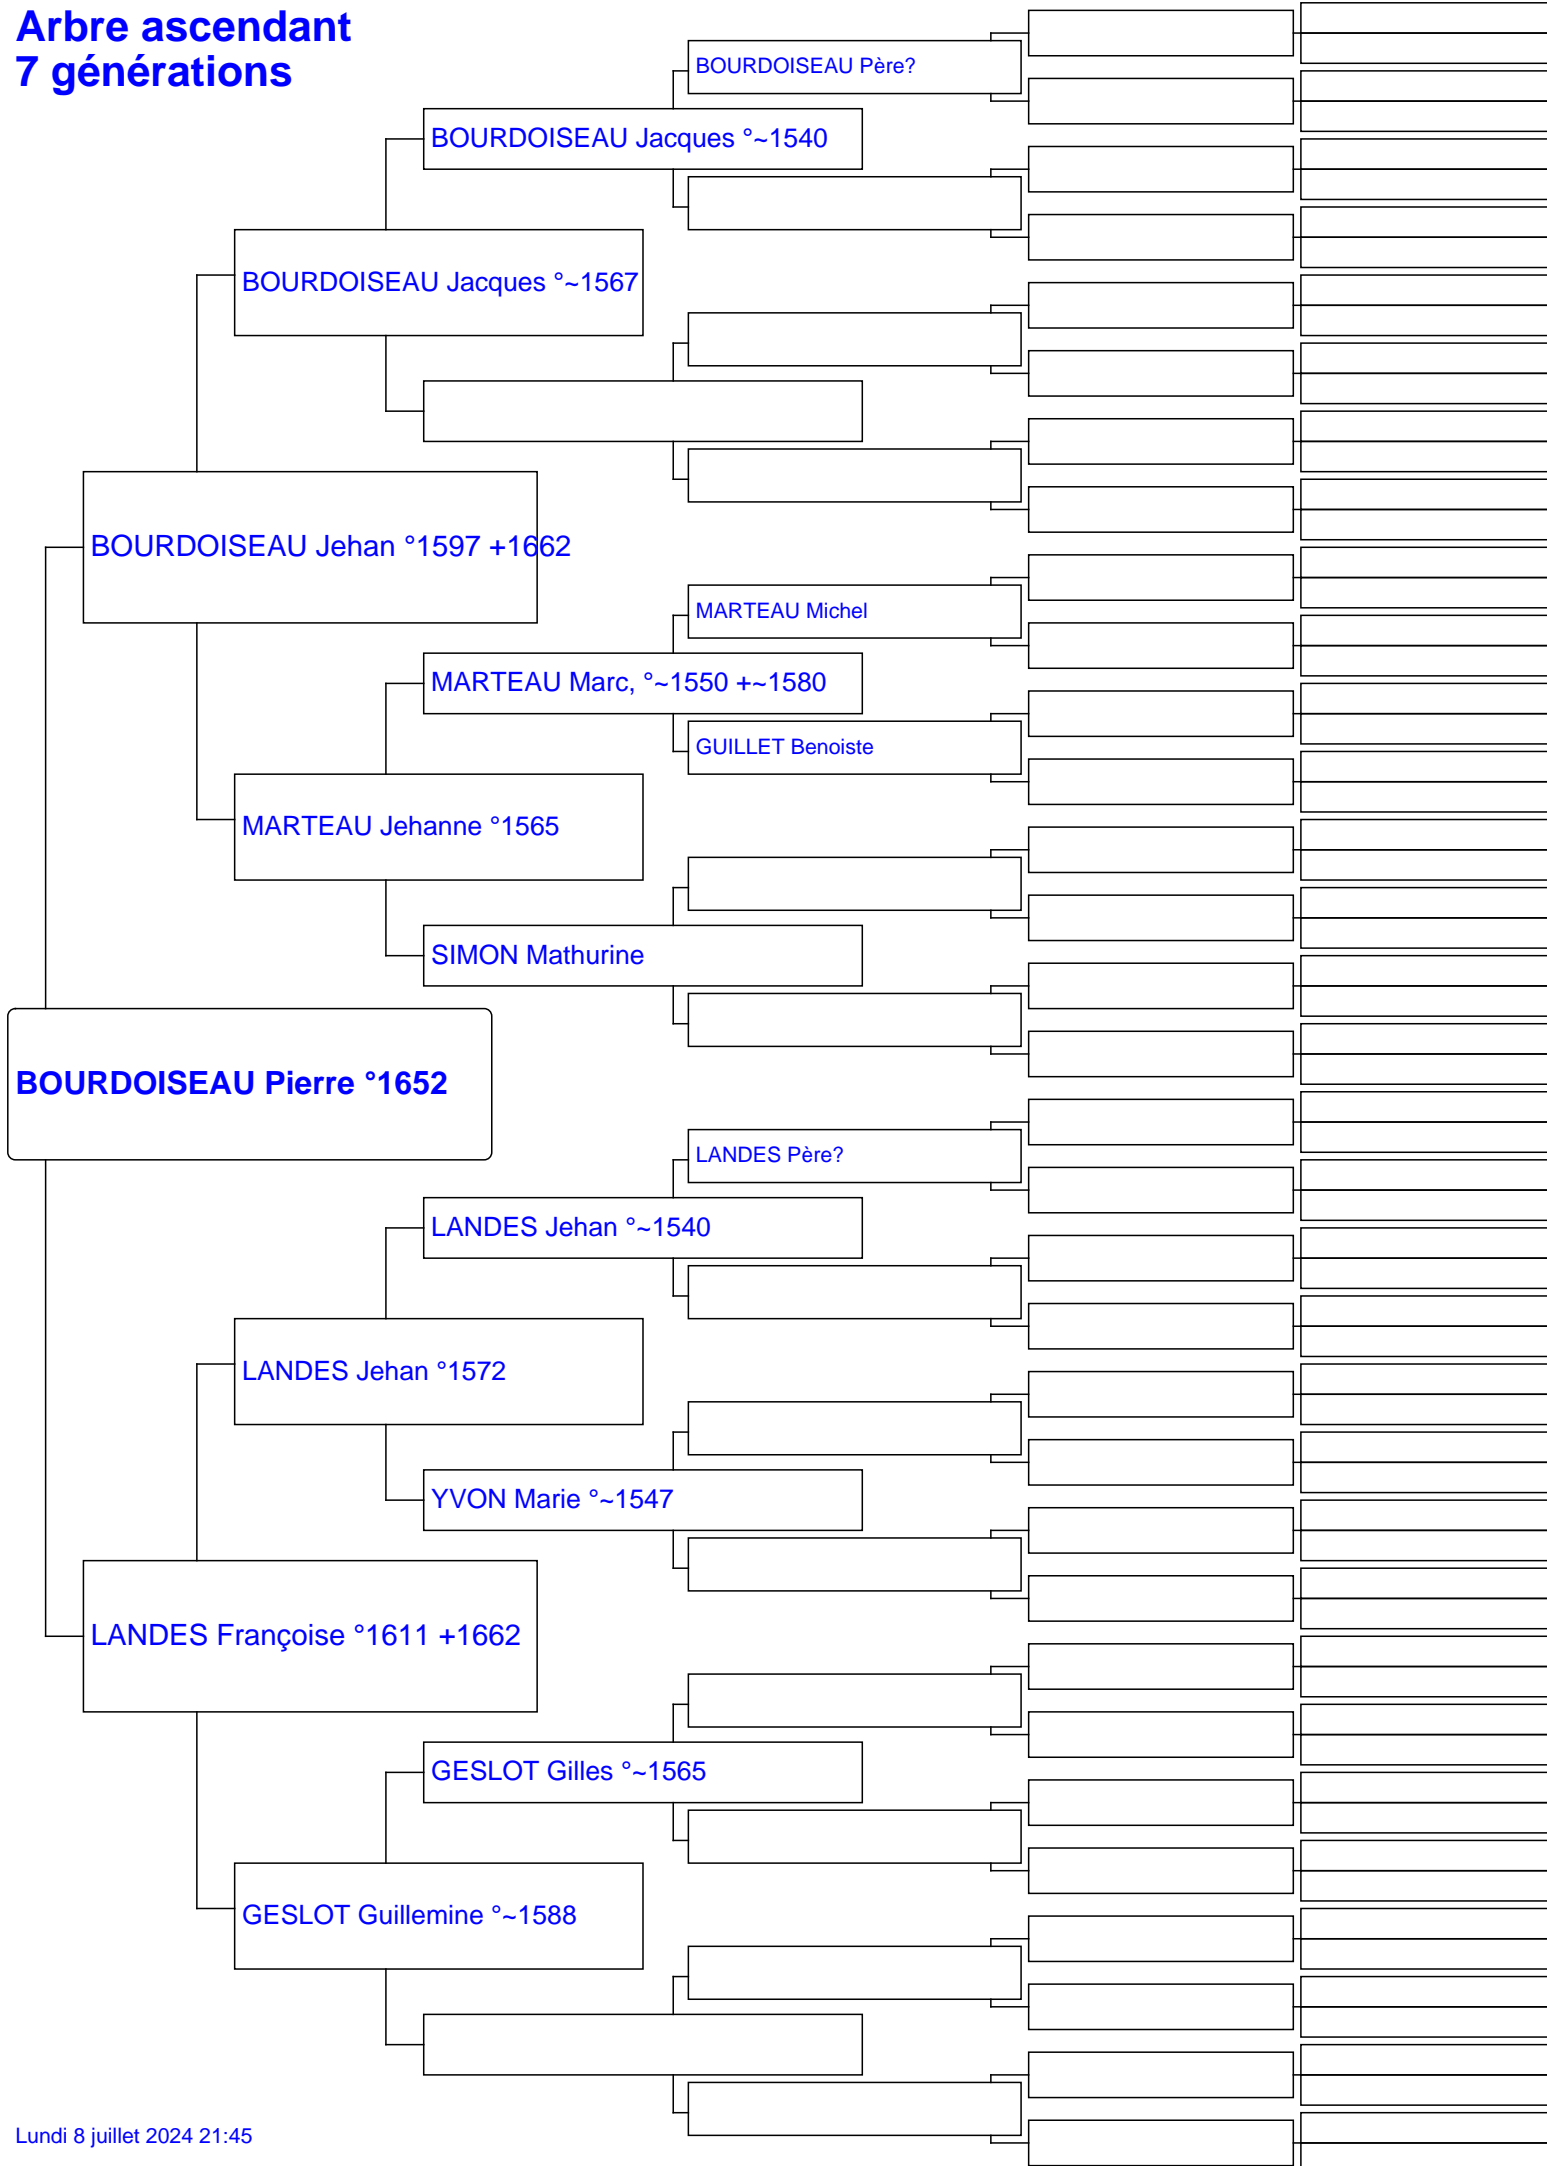 Arbre ascendant
7 générations
BOURDOISEAU Père?
BOURDOISEAU Jacques °~1540
BOURDOISEAU Jacques °~1567
BOURDOISEAU Jehan °1597 +1662
MARTEAU Michel
MARTEAU Marc, °~1550 +~1580
GUILLET Benoiste
MARTEAU Jehanne °1565
SIMON Mathurine
BOURDOISEAU Pierre °1652
LANDES Père?
LANDES Jehan °~1540
LANDES Jehan °1572
YVON Marie °~1547
LANDES Françoise °1611 +1662
GESLOT Gilles °~1565
GESLOT Guillemine °~1588
Lundi 8 juillet 2024 21:45